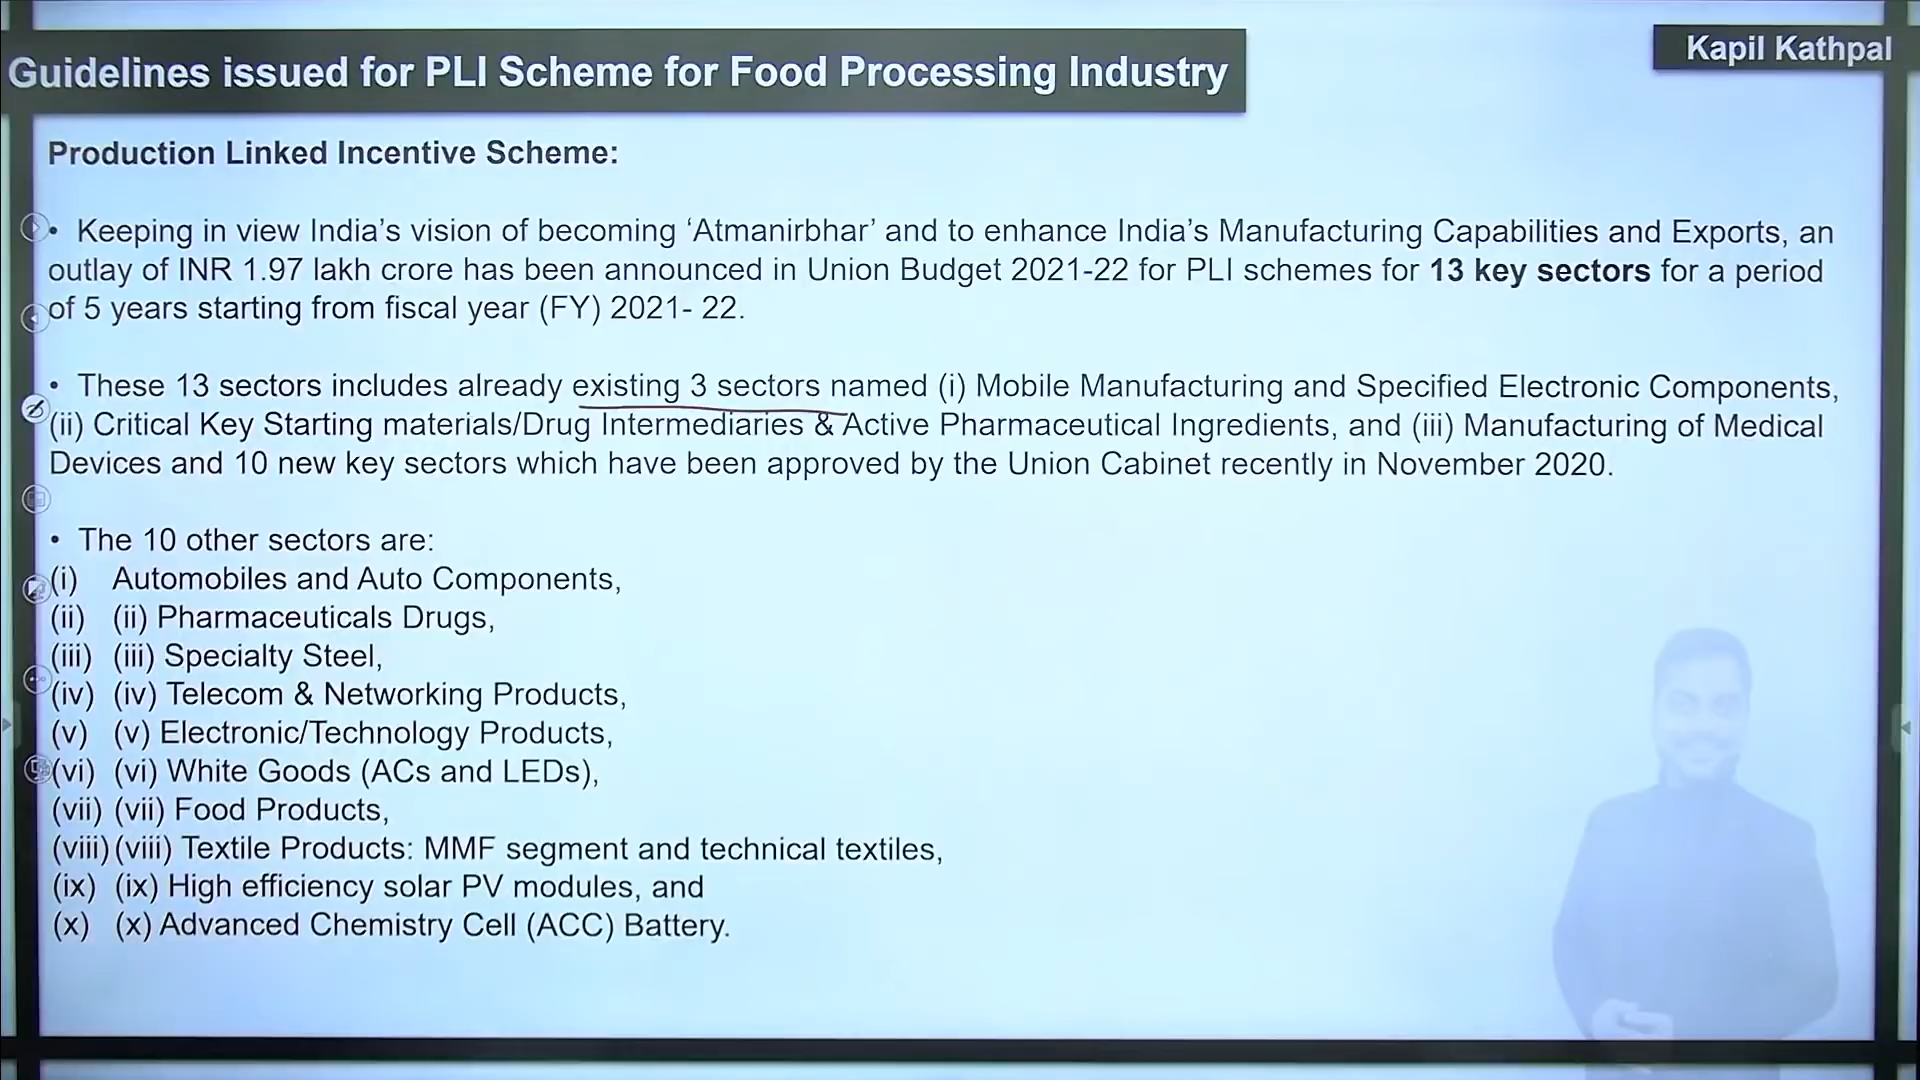 Guidelines issued for PLI Scheme for Food Processing Industry
Kapil Kathpal
Production Linked Incentive Scheme:
• Keeping in view India’s vision of becoming ‘Atmanirbhar’ and to enhance India’s Manufacturing Capabilities and Exports, an
outlay of INR 1.97 lakh crore has been announced in Union Budget 2021-22 for PLI schemes for 13 key sectors for a period
of 5 years starting from fiscal year (FY) 2021- 22.
• These 13 sectors includes already existing 3 sectors named (i) Mobile Manufacturing and Specified Electronic Components,
(ii) Critical Key Starting materials/Drug Intermediaries & Active Pharmaceutical Ingredients, and (iii) Manufacturing of Medical
Devices and 10 new key sectors which have been approved by the Union Cabinet recently in November 2020.
• The 10 other sectors are:
(i) Automobiles and Auto Components,
(ii) (ii) Pharmaceuticals Drugs,
(iii) (iii) Specialty Steel,
(iv) (iv) Telecom & Networking Products,
(v) (v) Electronic/Technology Products,
(vi) (vi) White Goods (ACs and LEDs),
(vii) (vii) Food Products,
(viii) (viii) Textile Products: MMF segment and technical textiles,
(ix) (ix) High efficiency solar PV modules, and
(x) (x) Advanced Chemistry Cell (ACC) Battery.